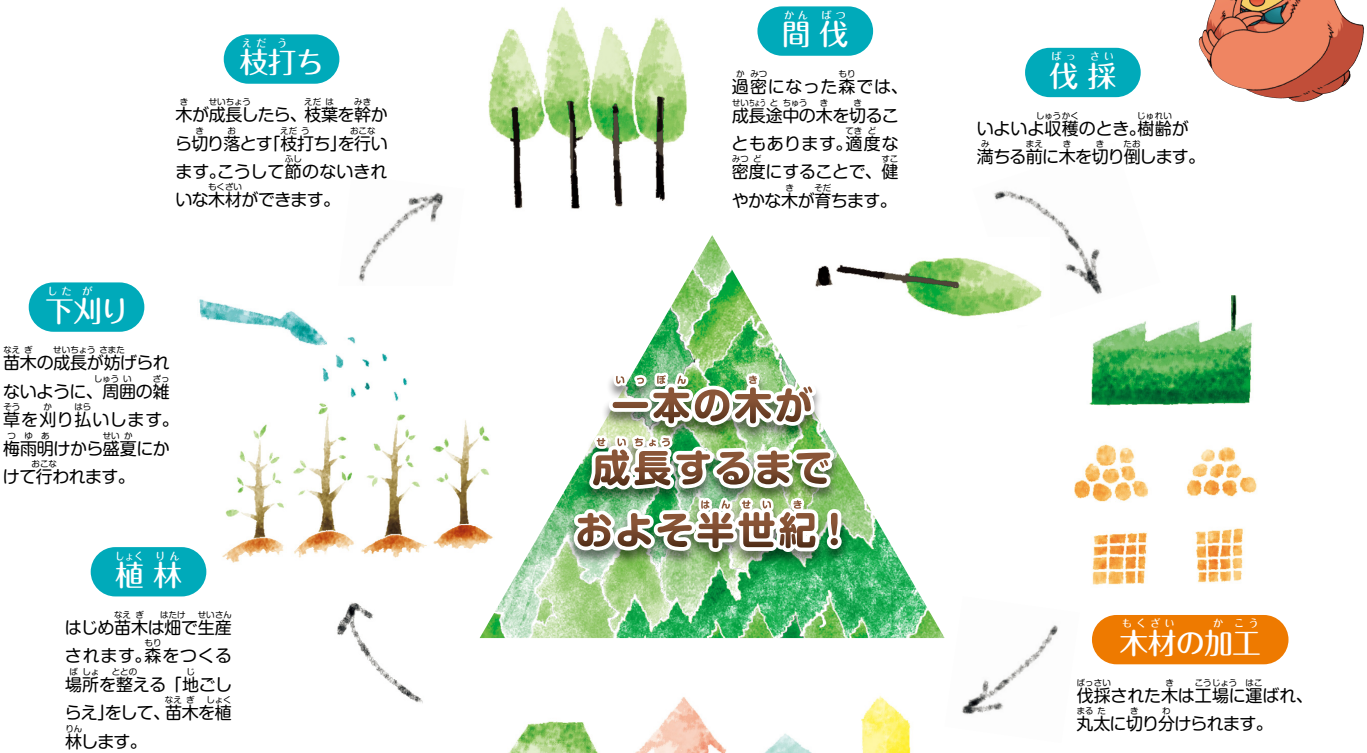 枝打ち
木が成長したら、枝葉を幹か
ら切り落とす「枝打ち」を行い
ます。こうして節のないきれ
いな木材ができます。
間伐
過密になった森では、
成長途中の木を切るこ
ともあります。適度な
密度にすることで、健
やかな木が育ちます。
伐採
いよいよ収穫のとき。樹齢が
満ちる前に木を切り倒します。
下刈り
苗木の成長が妨げられ
ないように、周囲の雑
草を刈り払いします。
梅雨明けから盛夏にか
けて行われます。
一本の木が
成長するまで
およそ半世紀！
植林
はじめ苗木は畑で生産
されます。森をつくる
場所を整える「地ごし
らえ」をして、苗木を植
林します。
木材の加工
伐採された木は工場に運ばれ、
丸太に切り分けられます。